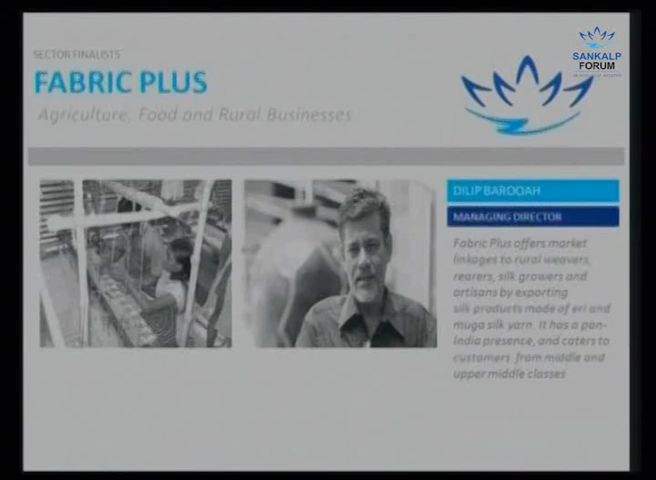 SECTOR FINALISTS
FABRIC PLUS
Agriculture, Food and Rural Businesses
SANKALP
FORUM
DILIP BAROOAH
MANAGING DIRECTOR
Fabric Plus offers market
linkages to rural weavers,
rearers, silk growers and
artisans by exporting
silk products made of eri and
muga silk yarn. It has a pan-
India presence, and caters to
customers from middle and
upper middle classes